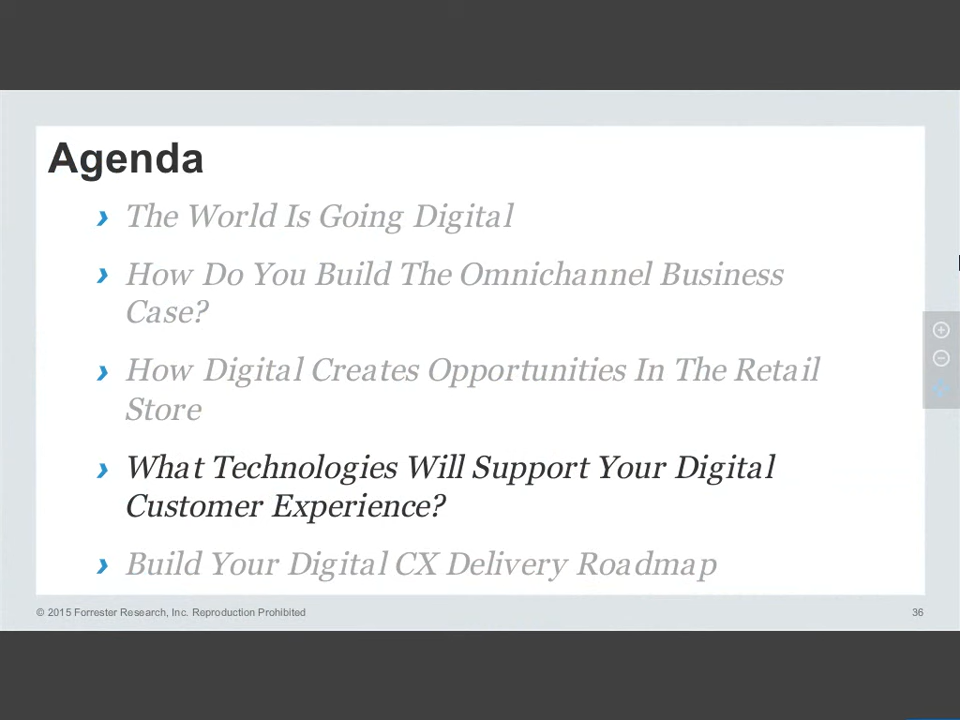 Agenda
› The World Is Going Digital
› How Do You Build The Omnichannel Business
Case?
› How Digital Creates Opportunities In The Retail
Store
› What Technologies Will Support Your Digital
Customer Experience?
› Build Your Digital CX Delivery Roadmap
© 2015 Forrester Research, Inc. Reproduction Prohibited
36